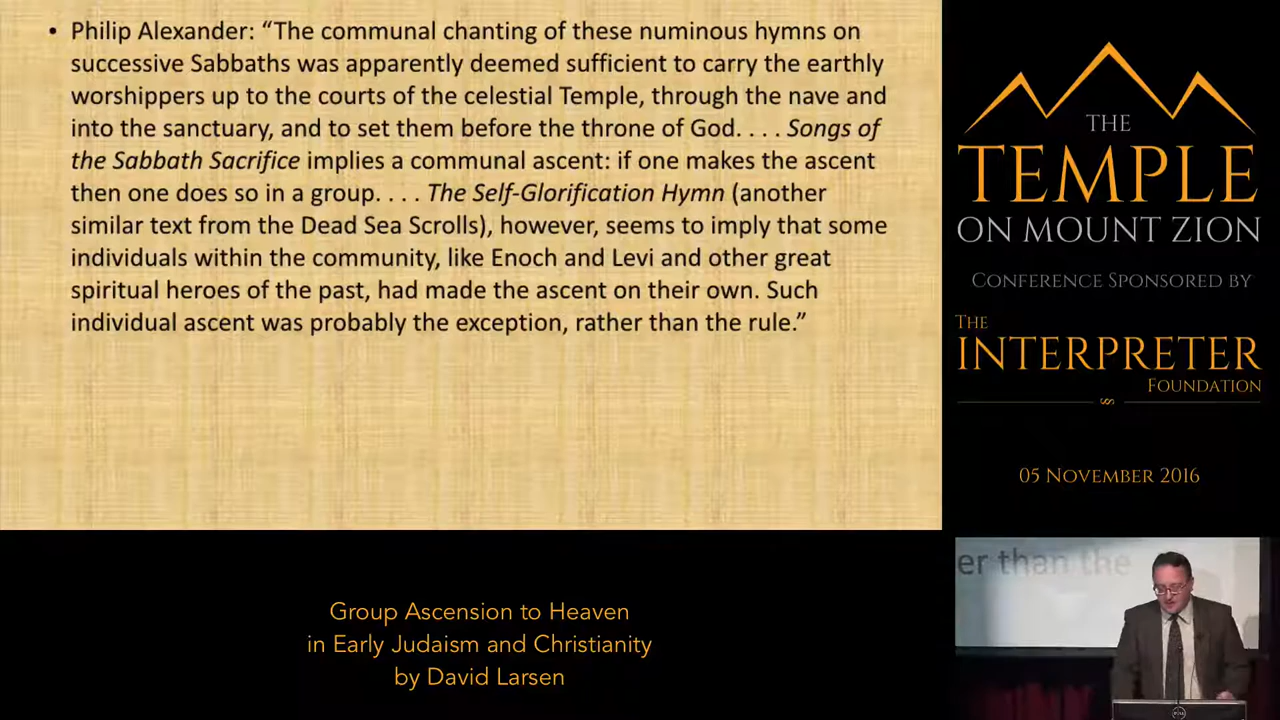 • Philip Alexander: “The communal chanting of these numinous hymns on
successive Sabbaths was apparently deemed sufficient to carry the earthly
worshippers up to the courts of the celestial Temple, through the nave and
into the sanctuary, and to set them before the throne of God. . . . Songs of
the Sabbath Sacrifice implies a communal ascent: if one makes the ascent
then one does so in a group. . . . The Self-Glorification Hymn (another
similar text from the Dead Sea Scrolls), however, seems to imply that some
individuals within the community, like Enoch and Levi and other great
spiritual heroes of the past, had made the ascent on their own. Such
individual ascent was probably the exception, rather than the rule.”
THE
TEMPLE
ON MOUNT ZION
CONFERENCE SPONSORED BY
THE
INTERPRETER
FOUNDATION
05 NOVEMBER 2016
er than the
Group Ascension to Heaven
in Early Judaism and Christianity
by David Larsen